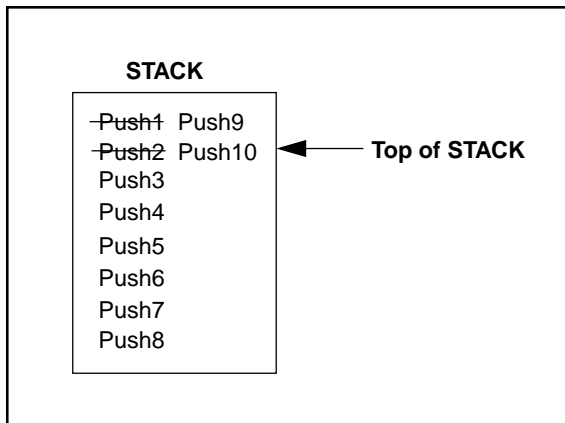 STACK
Push1 Push9
Push2 Push10
Top of STACK
Push3
Push4
Push5
Push6
Push7
Push8